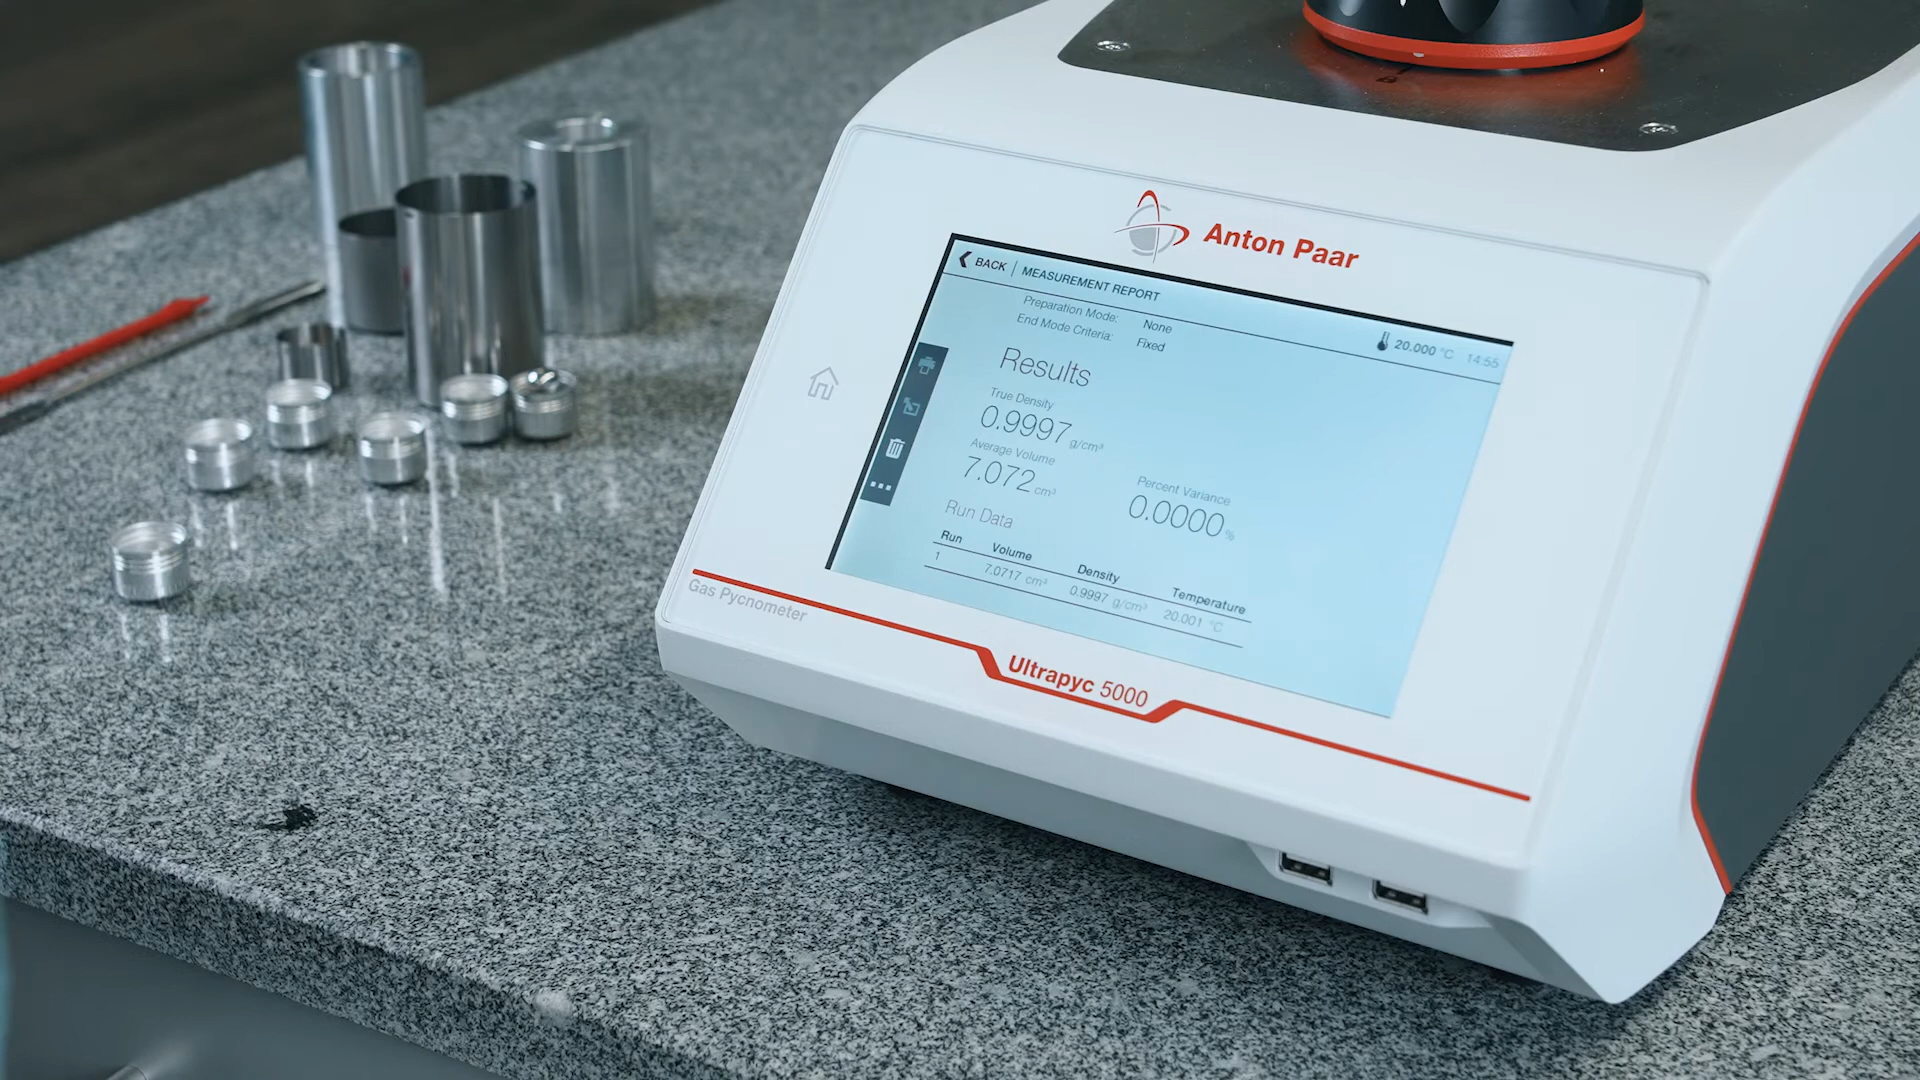 Anton Paar
BACK | MEASUREMENT REPORT
20.000 °C 14:55
Preparation Mode: None
End Mode Criteria: Fixed
Results
True Density
0.9997 g/cm³
Average Volume
7.072 cm³
Percent Variance
0.0000 %
Run Data
Run Volume Density Temperature
1 7.0717 cm³ 0.9997 g/cm³ 20.001 °C
Gas Pycnometer
Ultrapyc 5000